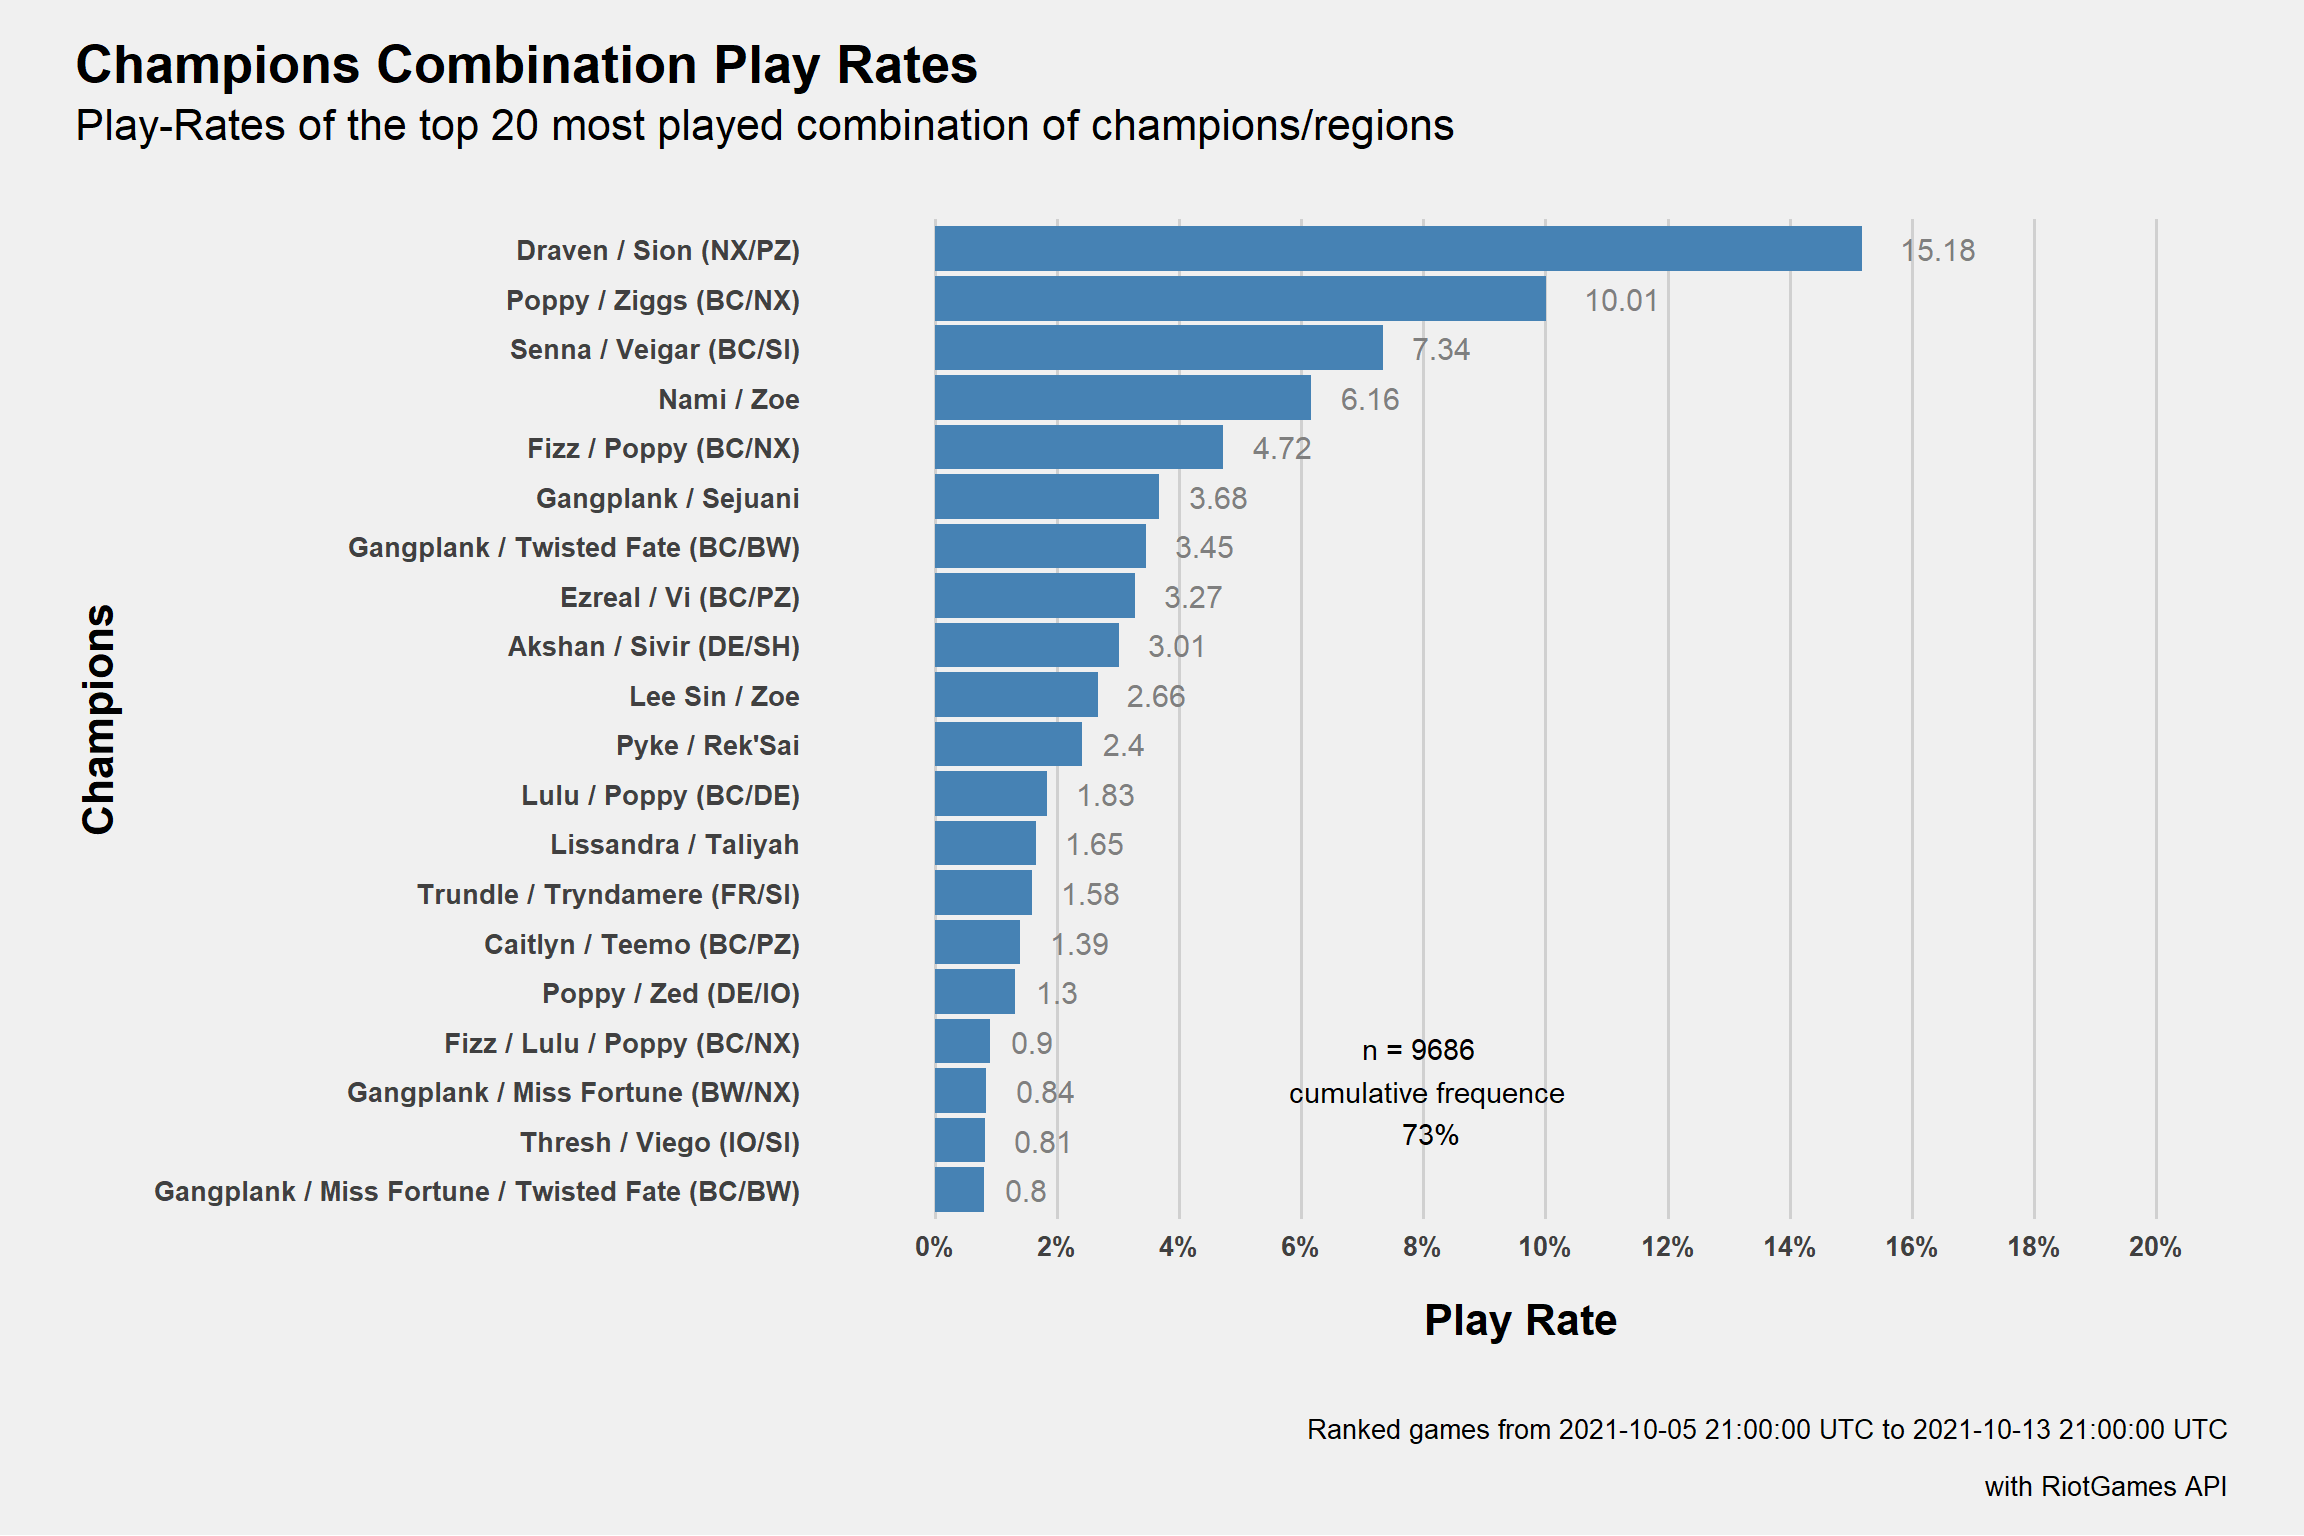 Champions Combination Play Rates
Play-Rates of the top 20 most played combination of champions/regions
Champions
Draven / Sion (NX/PZ) 15.18
Poppy / Ziggs (BC/NX) 10.01
Senna / Veigar (BC/SI) 7.34
Nami / Zoe 6.16
Fizz / Poppy (BC/NX) 4.72
Gangplank / Sejuani 3.68
Gangplank / Twisted Fate (BC/BW) 3.45
Ezreal / Vi (BC/PZ) 3.27
Akshan / Sivir (DE/SH) 3.01
Lee Sin / Zoe 2.66
Pyke / Rek'Sai 2.4
Lulu / Poppy (BC/DE) 1.83
Lissandra / Taliyah 1.65
Trundle / Tryndamere (FR/SI) 1.58
Caitlyn / Teemo (BC/PZ) 1.39
Poppy / Zed (DE/IO) 1.3
Fizz / Lulu / Poppy (BC/NX) 0.9
Gangplank / Miss Fortune (BW/NX) 0.84
Thresh / Viego (IO/SI) 0.81
Gangplank / Miss Fortune / Twisted Fate (BC/BW) 0.8
n = 9686
cumulative frequence
73%
0% 2% 4% 6% 8% 10% 12% 14% 16% 18% 20%
Play Rate
Ranked games from 2021-10-05 21:00:00 UTC to 2021-10-13 21:00:00 UTC
with RiotGames API